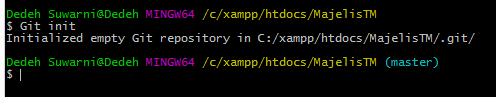 Dedeh Suwarni@Dedeh MINGW64 /c/xampp/htdocs/MajelisTM
$ Git init
Initialized empty Git repository in C:/xampp/htdocs/MajelisTM/.git/
Dedeh Suwarni@Dedeh MINGW64 /c/xampp/htdocs/MajelisTM (master)
$